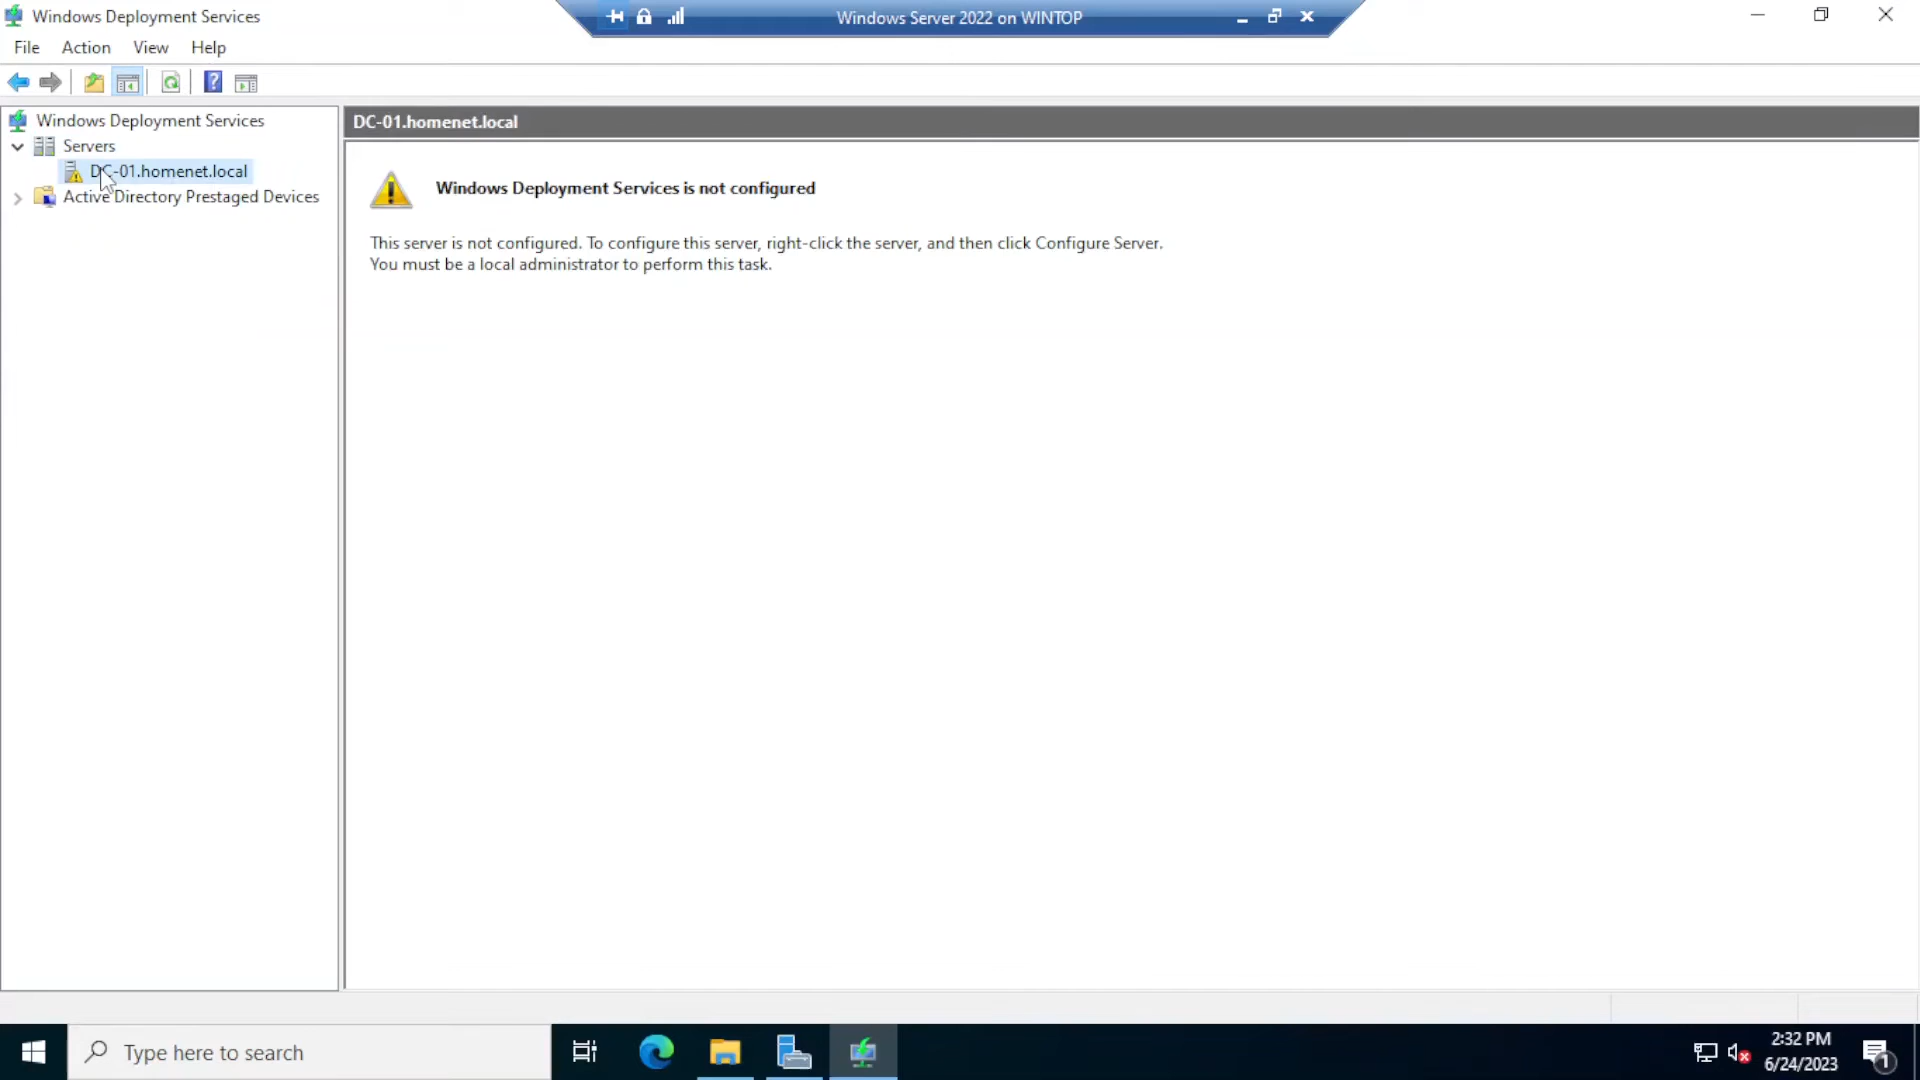 Windows Deployment Services
Windows Server 2022 on WINTOP
File Action View Help
Windows Deployment Services
Servers
DC-01.homenet.local
Active Directory Prestaged Devices
DC-01.homenet.local
Windows Deployment Services is not configured
This server is not configured. To configure this server, right-click the server, and then click Configure Server.
You must be a local administrator to perform this task.
Type here to search
2:32 PM
6/24/2023
1